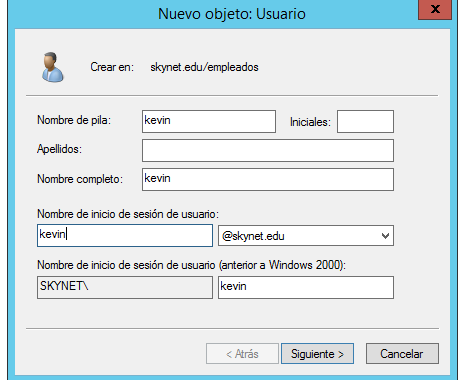 Nuevo objeto: Usuario
x
Crear en: skynet.edu/empleados
Nombre de pila: kevin Iniciales:
Apellidos:
Nombre completo: kevin
Nombre de inicio de sesión de usuario:
kevin @skynet.edu
Nombre de inicio de sesión de usuario (anterior a Windows 2000):
SKYNET\ kevin
< Atrás Siguiente > Cancelar